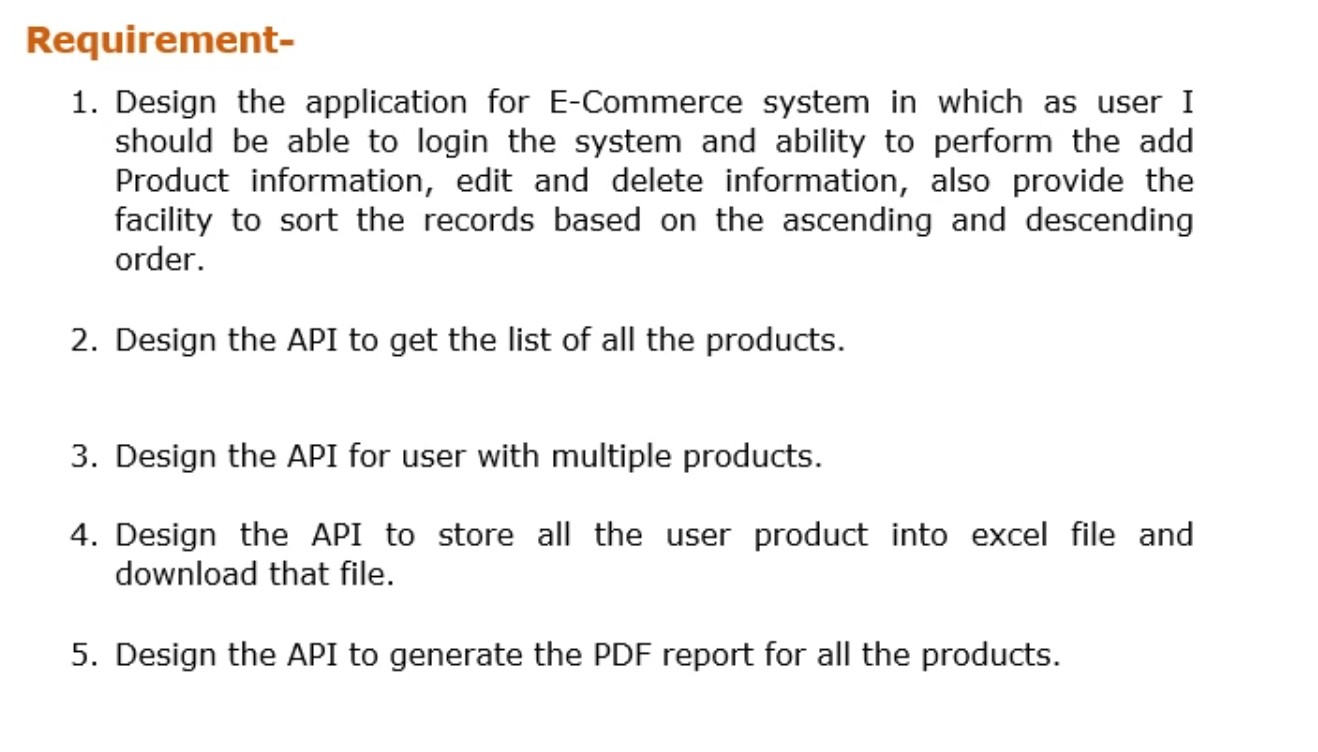 Requirement-
1. Design the application for E-Commerce system in which as user I
should be able to login the system and ability to perform the add
Product information, edit and delete information, also provide the
facility to sort the records based on the ascending and descending
order.
2. Design the API to get the list of all the products.
3. Design the API for user with multiple products.
4. Design the API to store all the user product into excel file and
download that file.
5. Design the API to generate the PDF report for all the products.